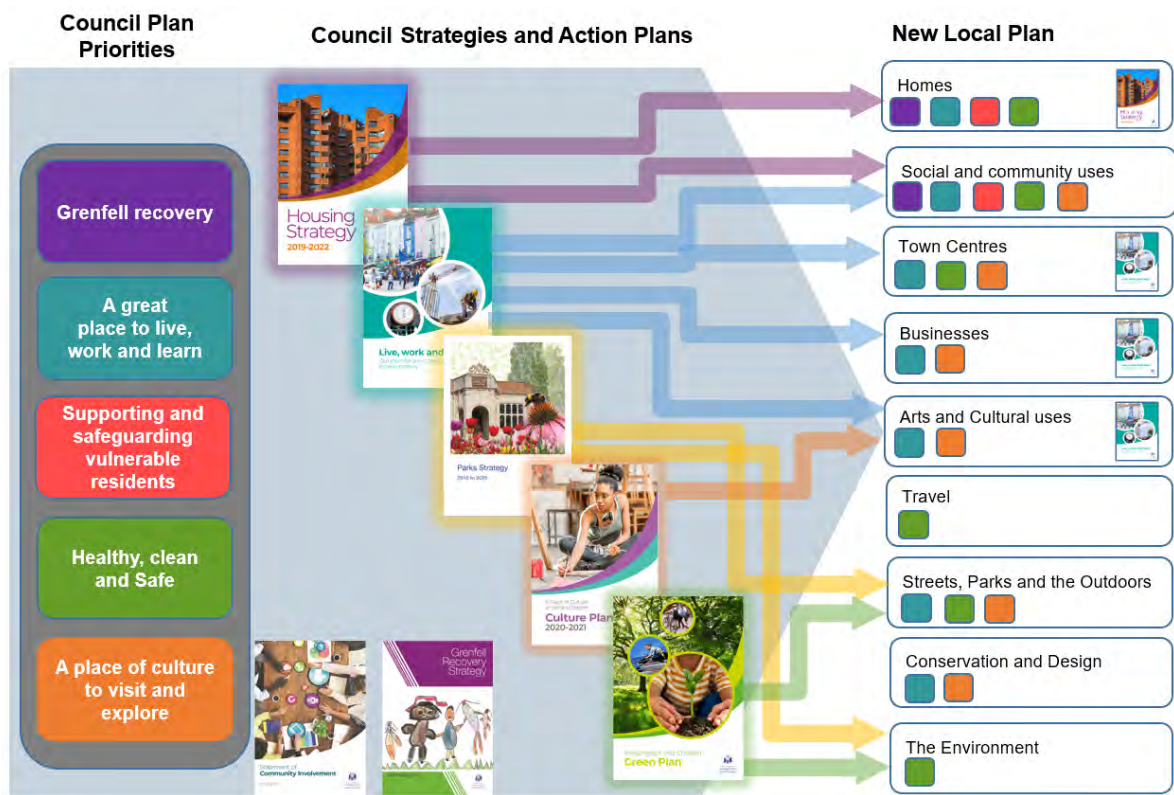 Council Plan
Priorities
Council Strategies and Action Plans
New Local Plan
Grenfell recovery
A great
place to live,
work and learn
Supporting and
safeguarding
vulnerable
residents
Healthy, clean
and Safe
A place of culture
to visit and
explore
Housing
Strategy
2019-2022
Live, work and
Parks Strategy
Culture Plan
2020-2021
Green Plan
Statement of
Community Involvement
Grenfell
Recovery
Strategy
Homes
Housing
Strategy
Social and community uses
Town Centres
Businesses
Arts and Cultural uses
Travel
Streets, Parks and the Outdoors
Conservation and Design
The Environment